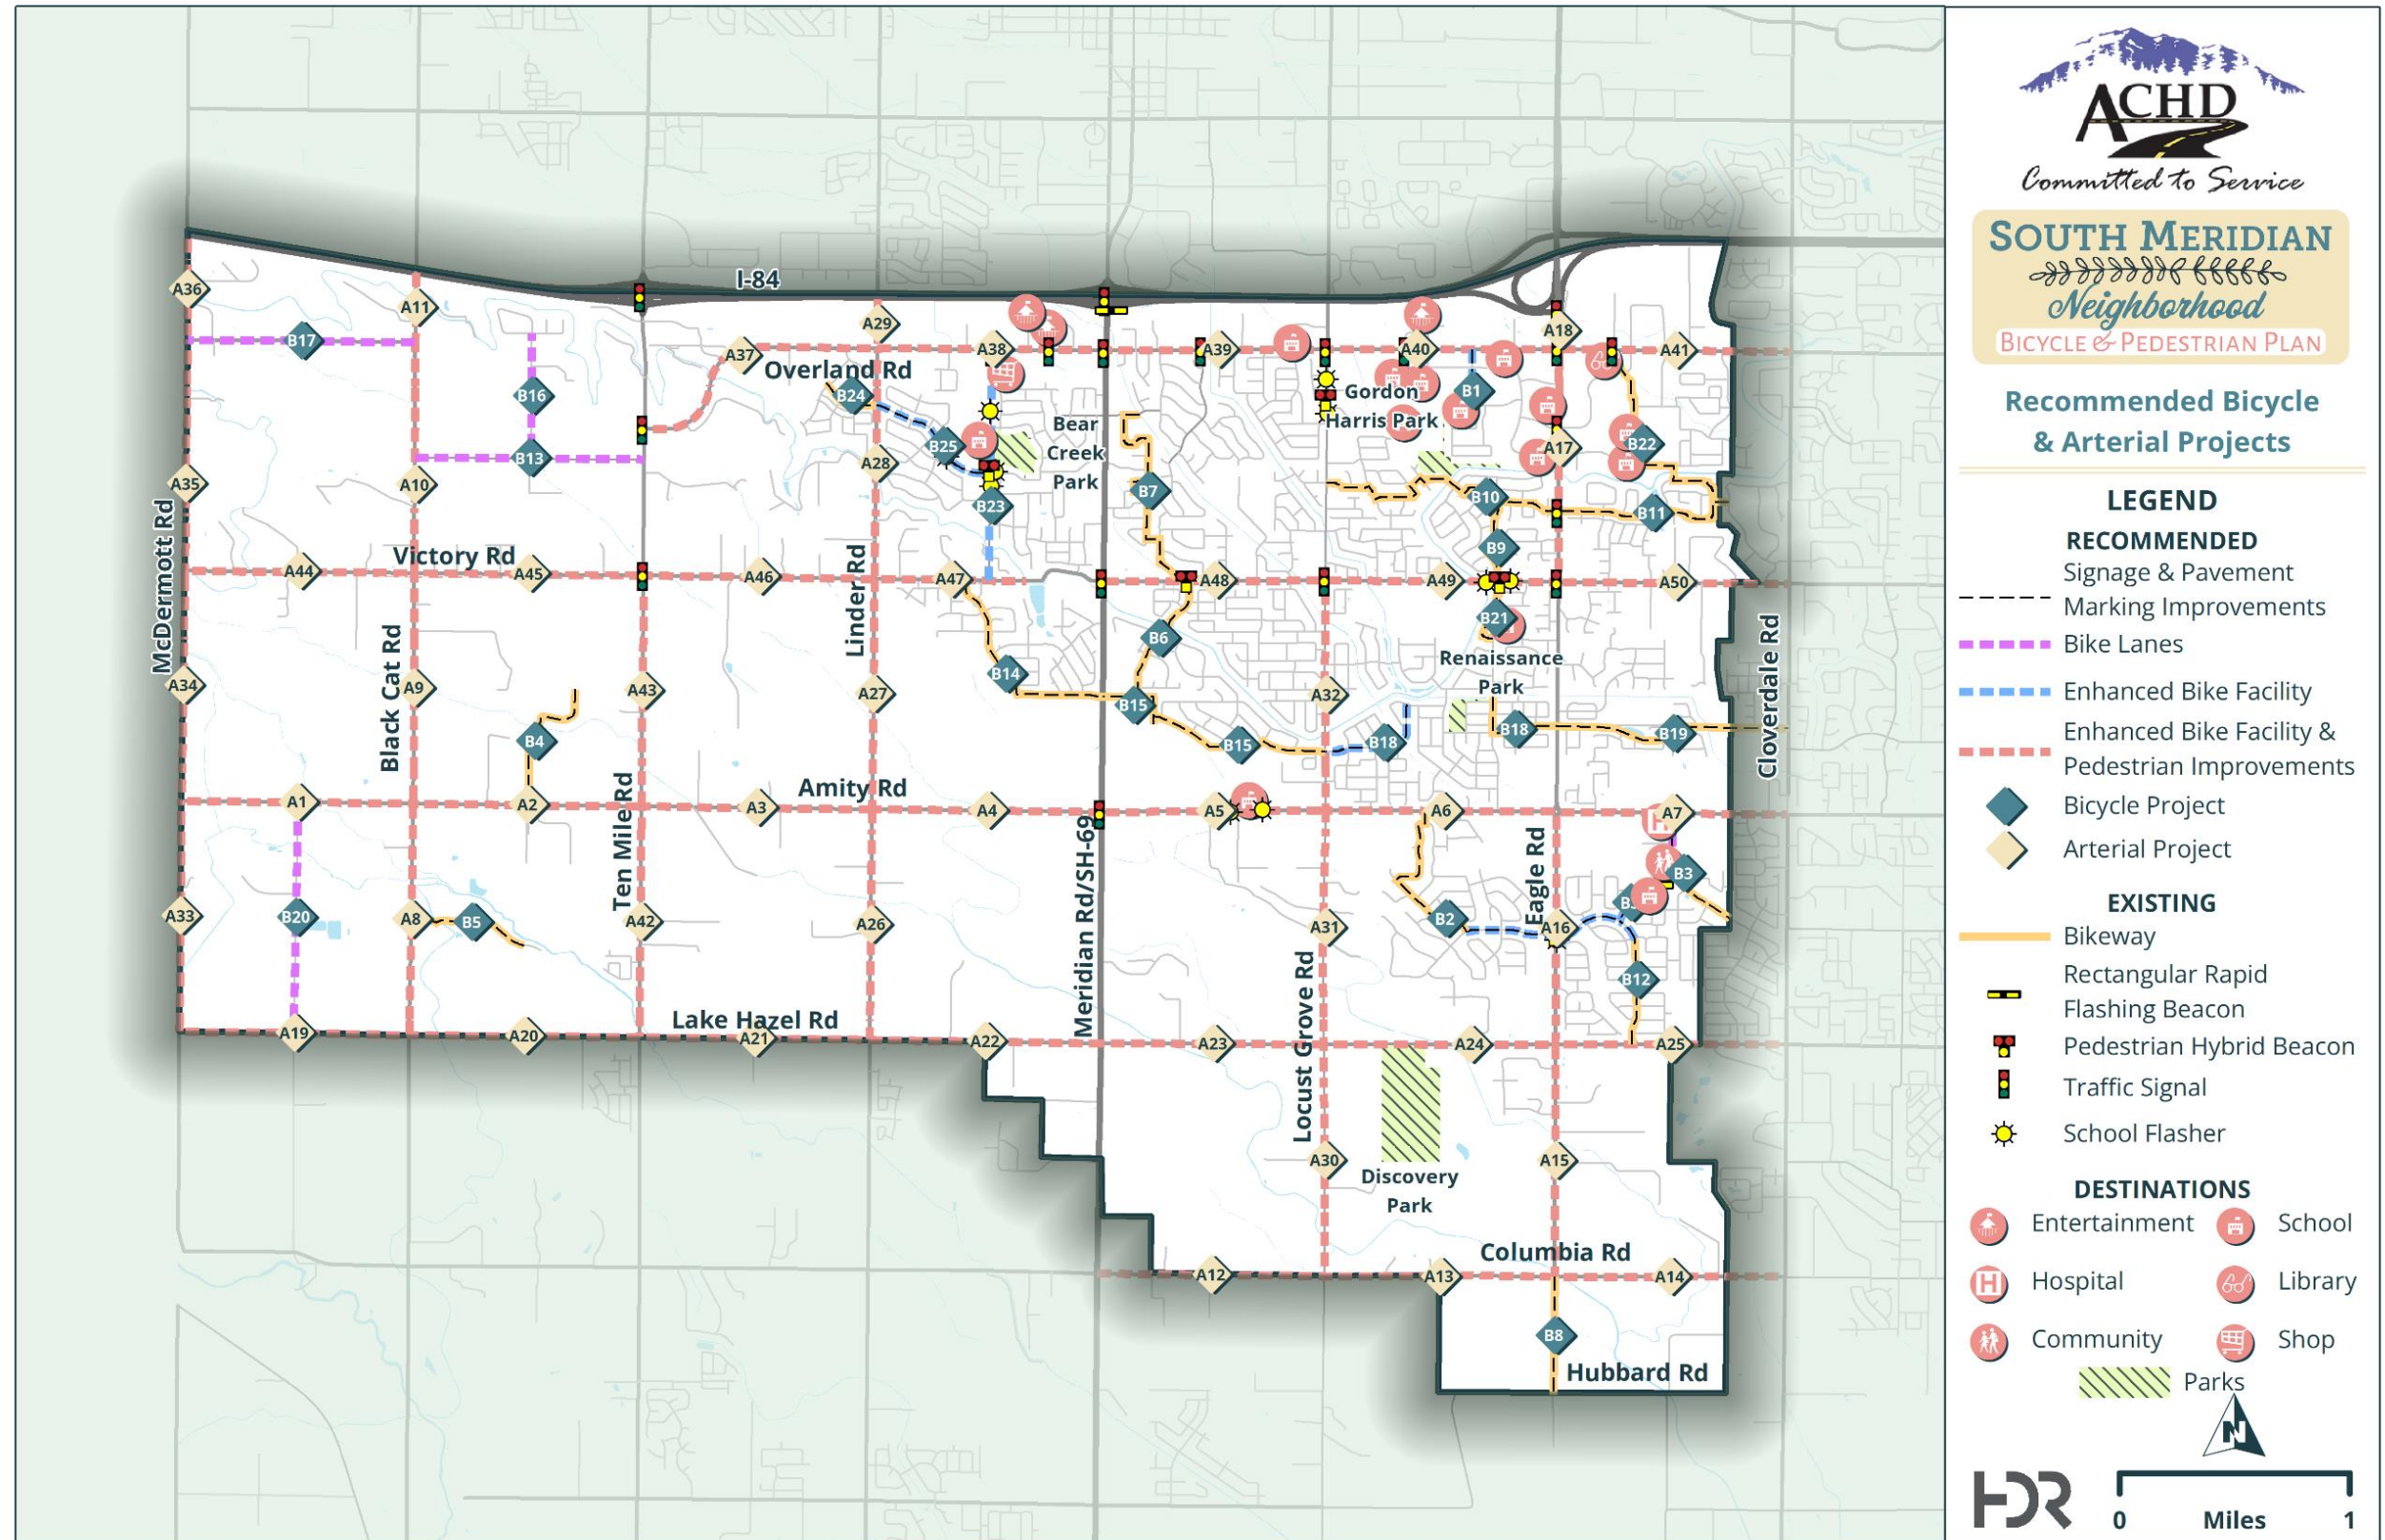 ACHD
Committed to Service
SOUTH MERIDIAN
Neighborhood
BICYCLE & PEDESTRIAN PLAN
Recommended Bicycle
& Arterial Projects
LEGEND
RECOMMENDED
Signage & Pavement
Marking Improvements
Bike Lanes
Enhanced Bike Facility
Enhanced Bike Facility &
Pedestrian Improvements
Bicycle Project
Arterial Project
EXISTING
Bikeway
Rectangular Rapid
Flashing Beacon
Pedestrian Hybrid Beacon
Traffic Signal
School Flasher
DESTINATIONS
Entertainment
School
H
Hospital
Library
Community
Shop
Parks
N
HDR
0 Miles 1
I-84
A36
A11
A29
A18
B17
A37
A38
A39
A40
A41
Overland Rd
B16
B24
B1
Gordon
Harris Park
Bear
Creek
Park
B13
B25
A28
A17
B22
A35
A10
B23
B7
B10
B11
McDermott Rd
Victory Rd
Linder Rd
B9
A44
A45
A46
A47
A48
A49
A50
B21
B6
Renaissance
Park
Cloverdale Rd
Black Cat Rd
A34
A9
A43
A27
B14
B15
A32
B4
B15
B18
B18
B19
Ten Mile Rd
Amity Rd
A1
A2
A3
A4
A5
A6
A7
H
Meridian Rd/SH-69
Eagle Rd
B3
A33
B20
A8
B5
A42
A26
A31
B2
A16
B12
Locust Grove Rd
Lake Hazel Rd
A19
A20
A21
A22
A23
A24
A25
A30
A15
Discovery
Park
Columbia Rd
A12
A13
A14
B8
Hubbard Rd